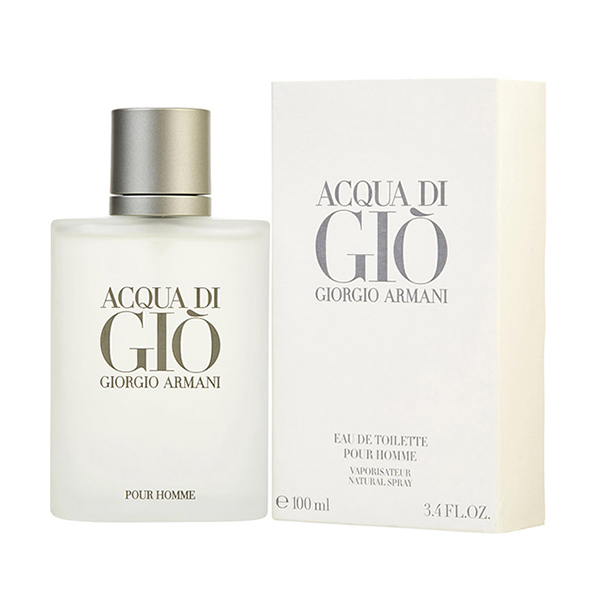 ACQUA DI
GIÒ
GIORGIO ARMANI
POUR HOMME
ACQUA DI
GIÒ
GIORGIO ARMANI
EAU DE TOILETTE
POUR HOMME
VAPORISATEUR
NATURAL SPRAY
℮ 100 ml 3.4 FL.OZ.